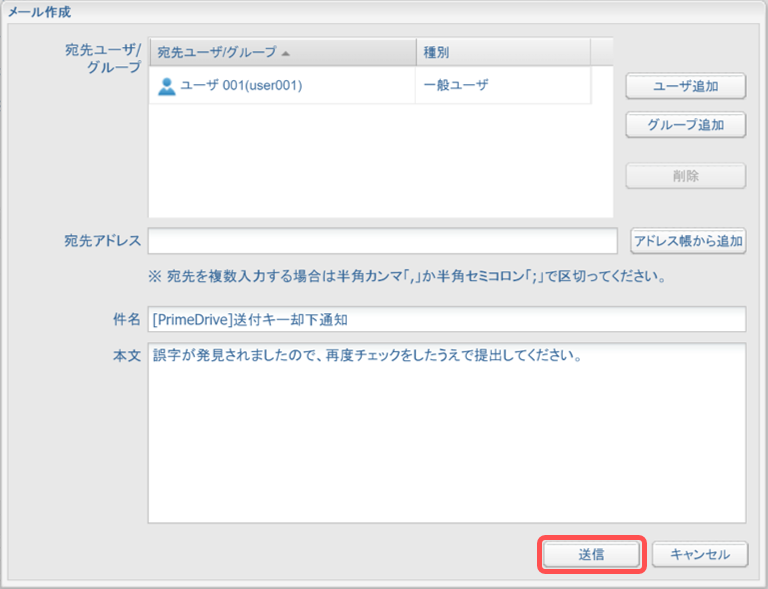 メール作成
宛先ユーザ/
グループ
宛先ユーザ/グループ 種別
ユーザ 001(user001) 一般ユーザ
ユーザ追加
グループ追加
削除
宛先アドレス
アドレス帳から追加
※ 宛先を複数入力する場合は半角カンマ「,」か半角セミコロン「;」で区切ってください。
件名 [PrimeDrive]送付キー却下通知
本文 誤字が発見されましたので、再度チェックをしたうえで提出してください。
送信 キャンセル